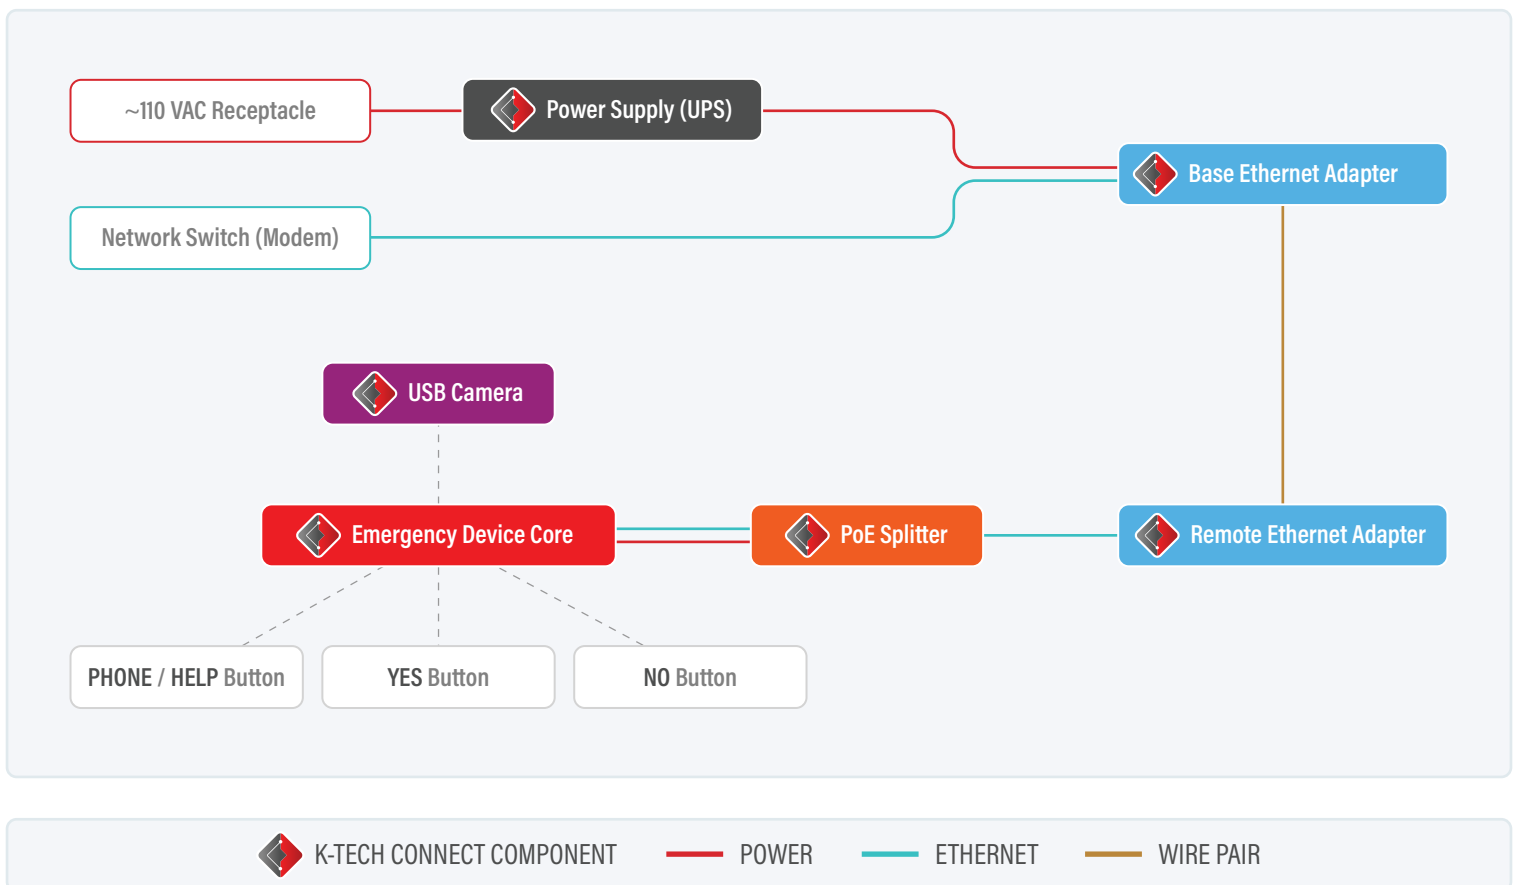 ~110 VAC Receptacle
Power Supply (UPS)
Base Ethernet Adapter
Network Switch (Modem)
USB Camera
Emergency Device Core
PoE Splitter
Remote Ethernet Adapter
PHONE / HELP Button
YES Button
NO Button
K-TECH CONNECT COMPONENT
POWER
ETHERNET
WIRE PAIR